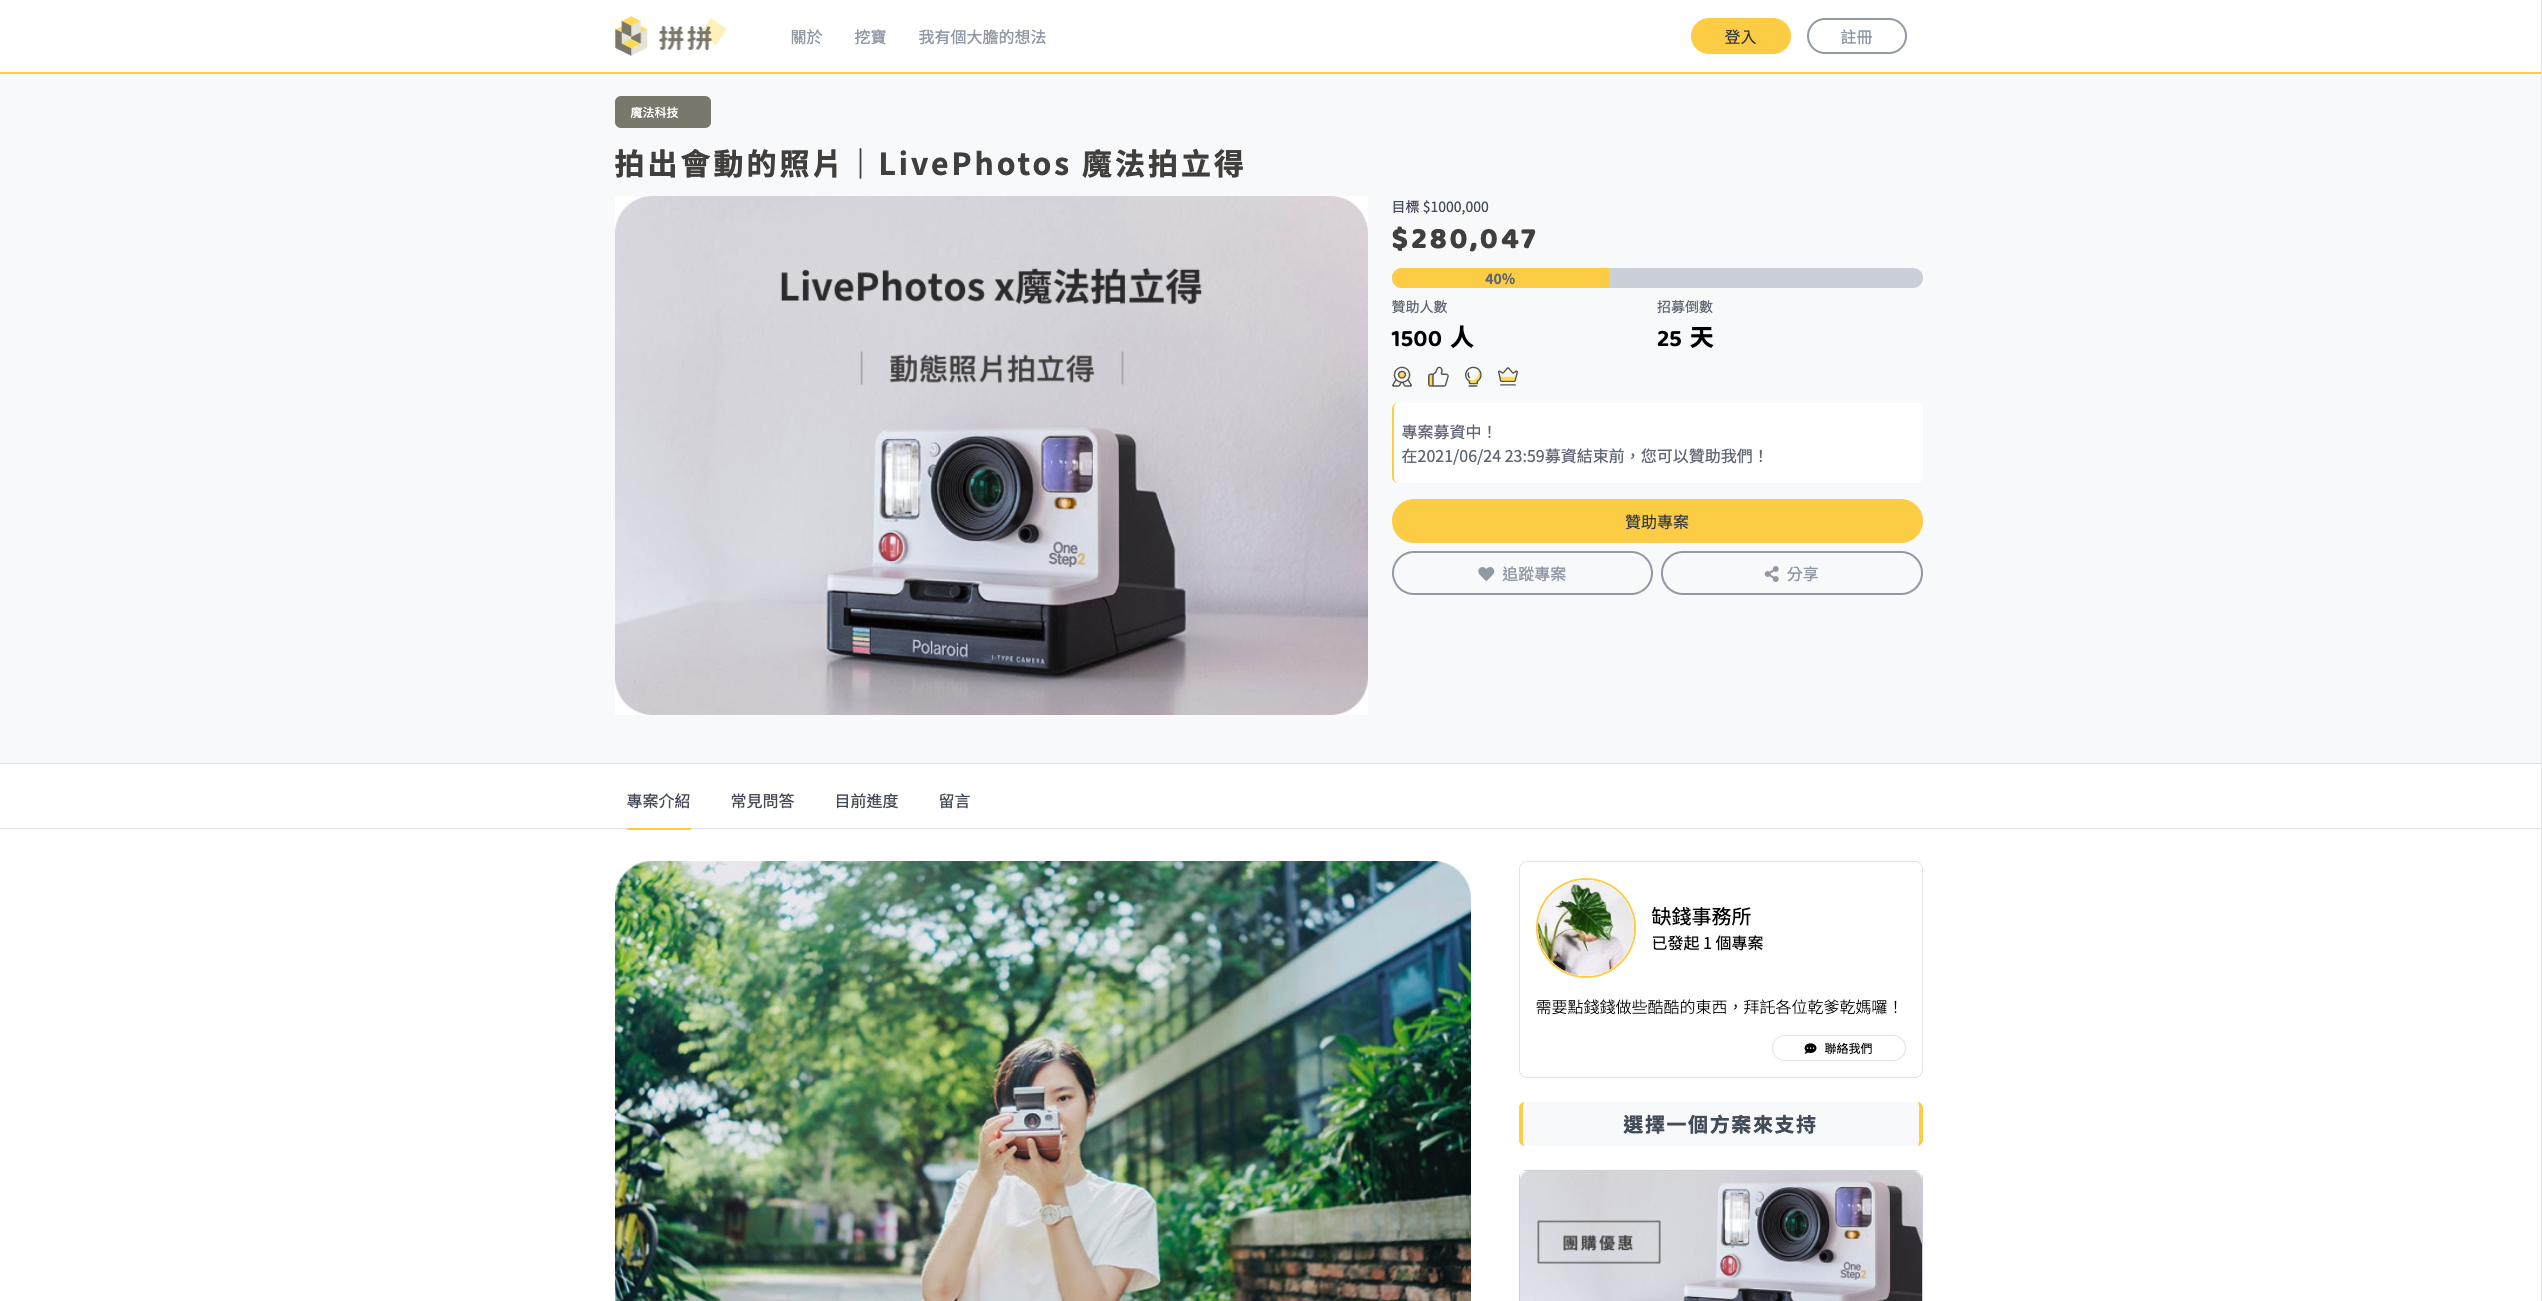 拼拼
關於
挖寶
我有個大膽的想法
登入
註冊
魔法科技
拍出會動的照片｜LivePhotos 魔法拍立得
LivePhotos x魔法拍立得
｜ 動態照片拍立得 ｜
One
Step2
Polaroid
I-TYPE CAMERA
目標 $1000,000
$280,047
40%
贊助人數
1500 人
招募倒數
25 天
專案募資中！
在2021/06/24 23:59募資結束前，您可以贊助我們！
贊助專案
追蹤專案
分享
專案介紹
常見問答
目前進度
留言
缺錢事務所
已發起 1 個專案
需要點錢錢做些酷酷的東西，拜託各位乾爹乾媽囉！
聯絡我們
選擇一個方案來支持
團購優惠
One
Step2